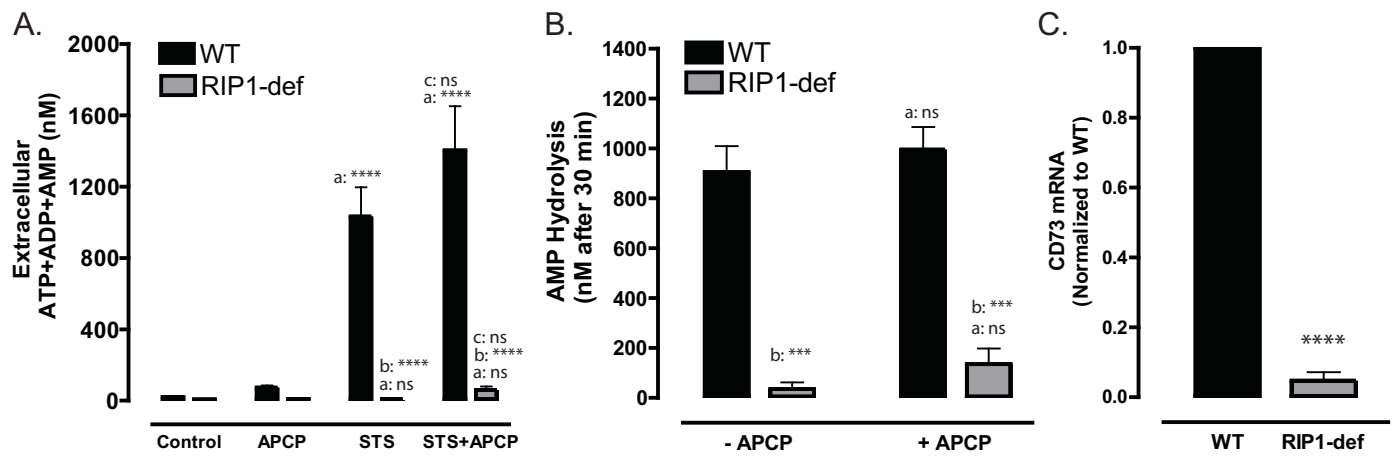 A.
Extracellular
ATP+ADP+AMP (nM)
2000
1600
1200
800
400
0
WT
RIP1-def
a: ****
b: ****
a: ns
c: ns
a: ****
c: ns
b: ****
a: ns
Control
APCP
STS
STS+APCP
B.
AMP Hydrolysis
(nM after 30 min)
1400
1200
1000
800
600
400
200
0
WT
RIP1-def
b: ***
a: ns
b: ***
a: ns
- APCP
+ APCP
C.
CD73 mRNA
(Normalized to WT)
1.0
0.8
0.6
0.4
0.2
0.0
****
WT
RIP1-def